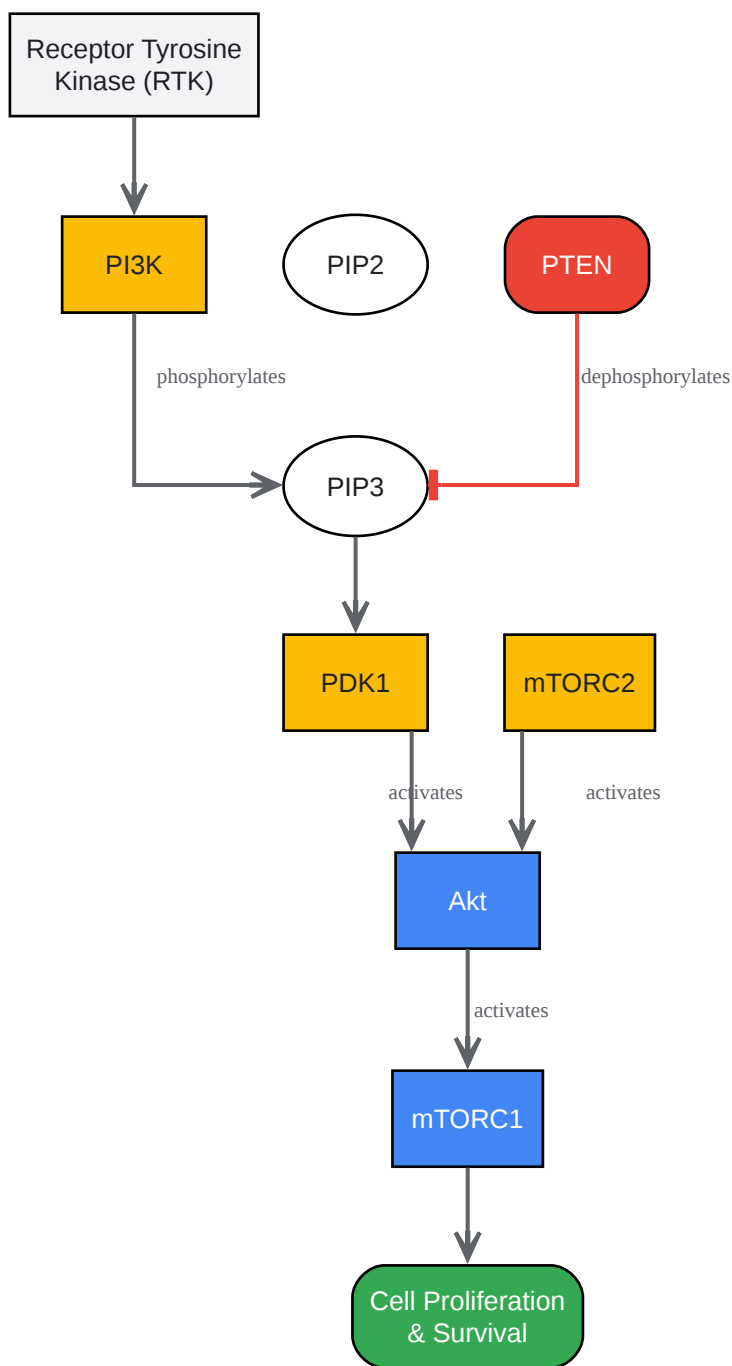 Receptor Tyrosine
Kinase (RTK)
PI3K
PIP2
PTEN
phosphorylates
dephosphorylates
PIP3
PDK1
mTORC2
activates
activates
Akt
activates
mTORC1
Cell Proliferation
& Survival